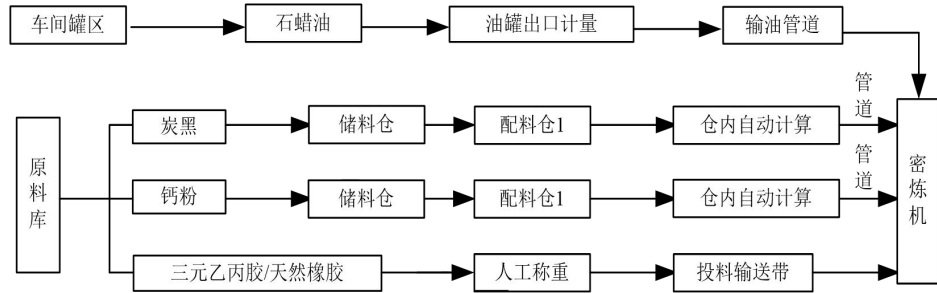 车间罐区
石蜡油
油罐出口计量
输油管道
原料库
炭黑
储料仓
配料仓1
仓内自动计算
管道
钙粉
储料仓
配料仓1
仓内自动计算
管道
三元乙丙胶/天然橡胶
人工称重
投料输送带
密炼机